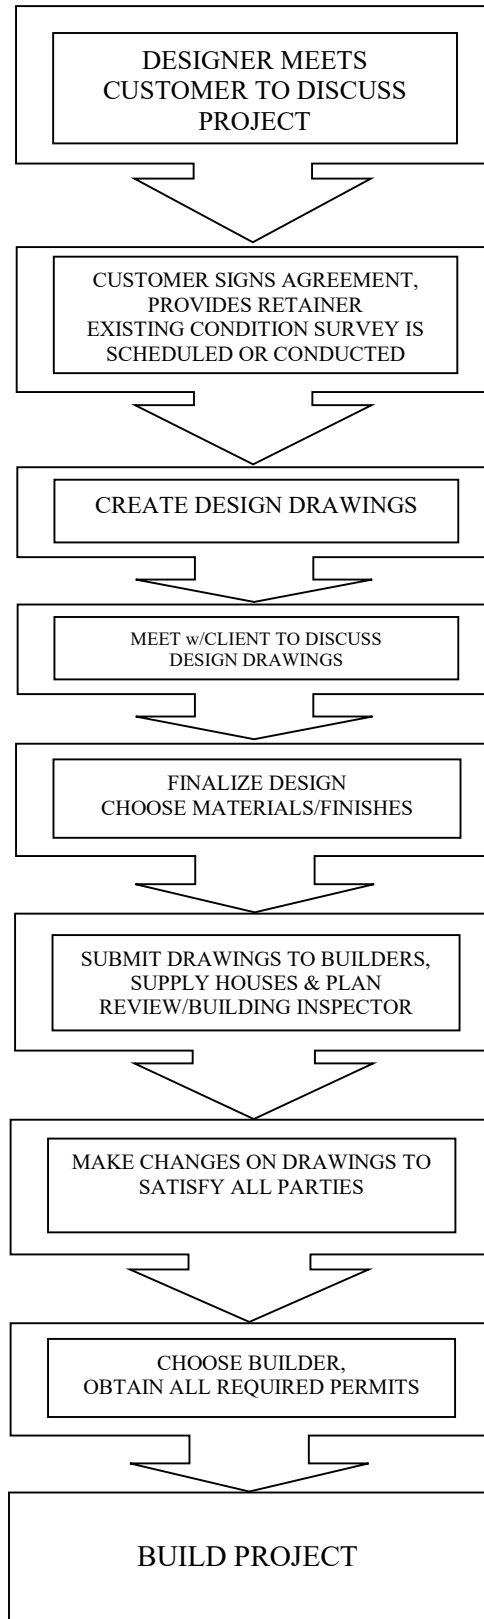 DESIGNER MEETS
CUSTOMER TO DISCUSS
PROJECT
CUSTOMER SIGNS AGREEMENT,
PROVIDES RETAINER
EXISTING CONDITION SURVEY IS
SCHEDULED OR CONDUCTED
CREATE DESIGN DRAWINGS
MEET w/CLIENT TO DISCUSS
DESIGN DRAWINGS
FINALIZE DESIGN
CHOOSE MATERIALS/FINISHES
SUBMIT DRAWINGS TO BUILDERS,
SUPPLY HOUSES & PLAN
REVIEW/BUILDING INSPECTOR
MAKE CHANGES ON DRAWINGS TO
SATISFY ALL PARTIES
CHOOSE BUILDER,
OBTAIN ALL REQUIRED PERMITS
BUILD PROJECT